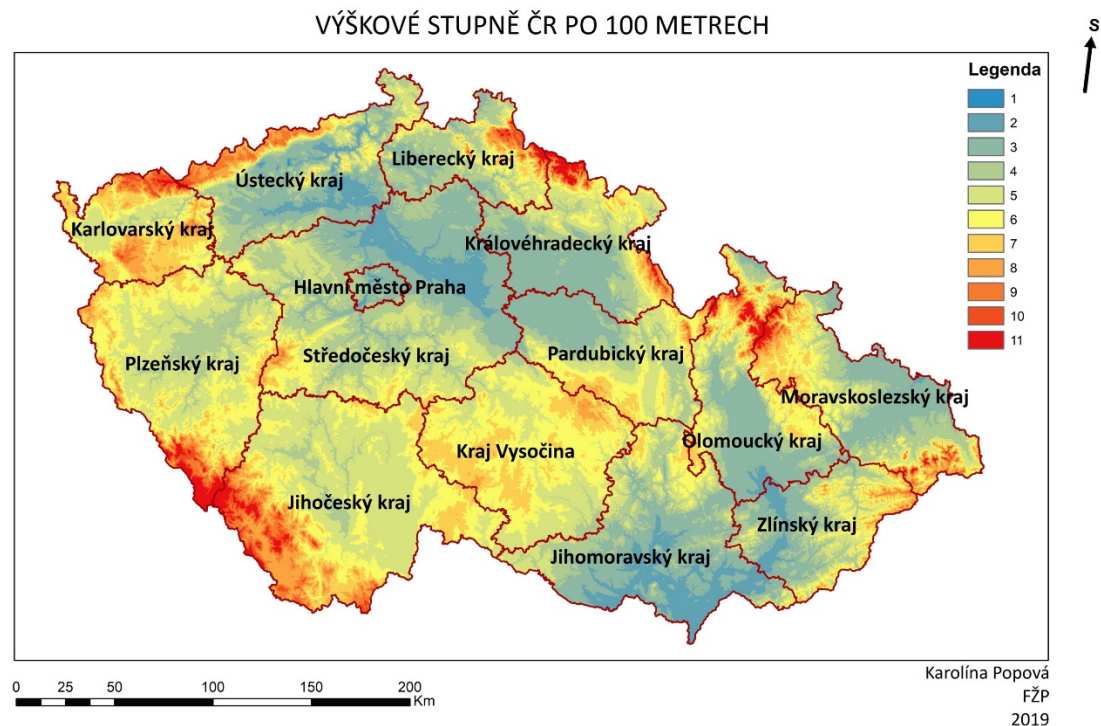 VÝŠKOVÉ STUPNĚ ČR PO 100 METRECH
S
Legenda
1
2
3
4
5
6
7
8
9
10
11
Liberecký kraj
Ústecký kraj
Karlovarský kraj
Královéhradecký kraj
Hlavní město Praha
Středočeský kraj
Pardubický kraj
Plzeňský kraj
Moravskoslezský kraj
Olomoucký kraj
Kraj Vysočina
Jihočeský kraj
Zlínský kraj
Jihomoravský kraj
0 25 50 100 150 200
Km
Karolína Popová
FŽP
2019